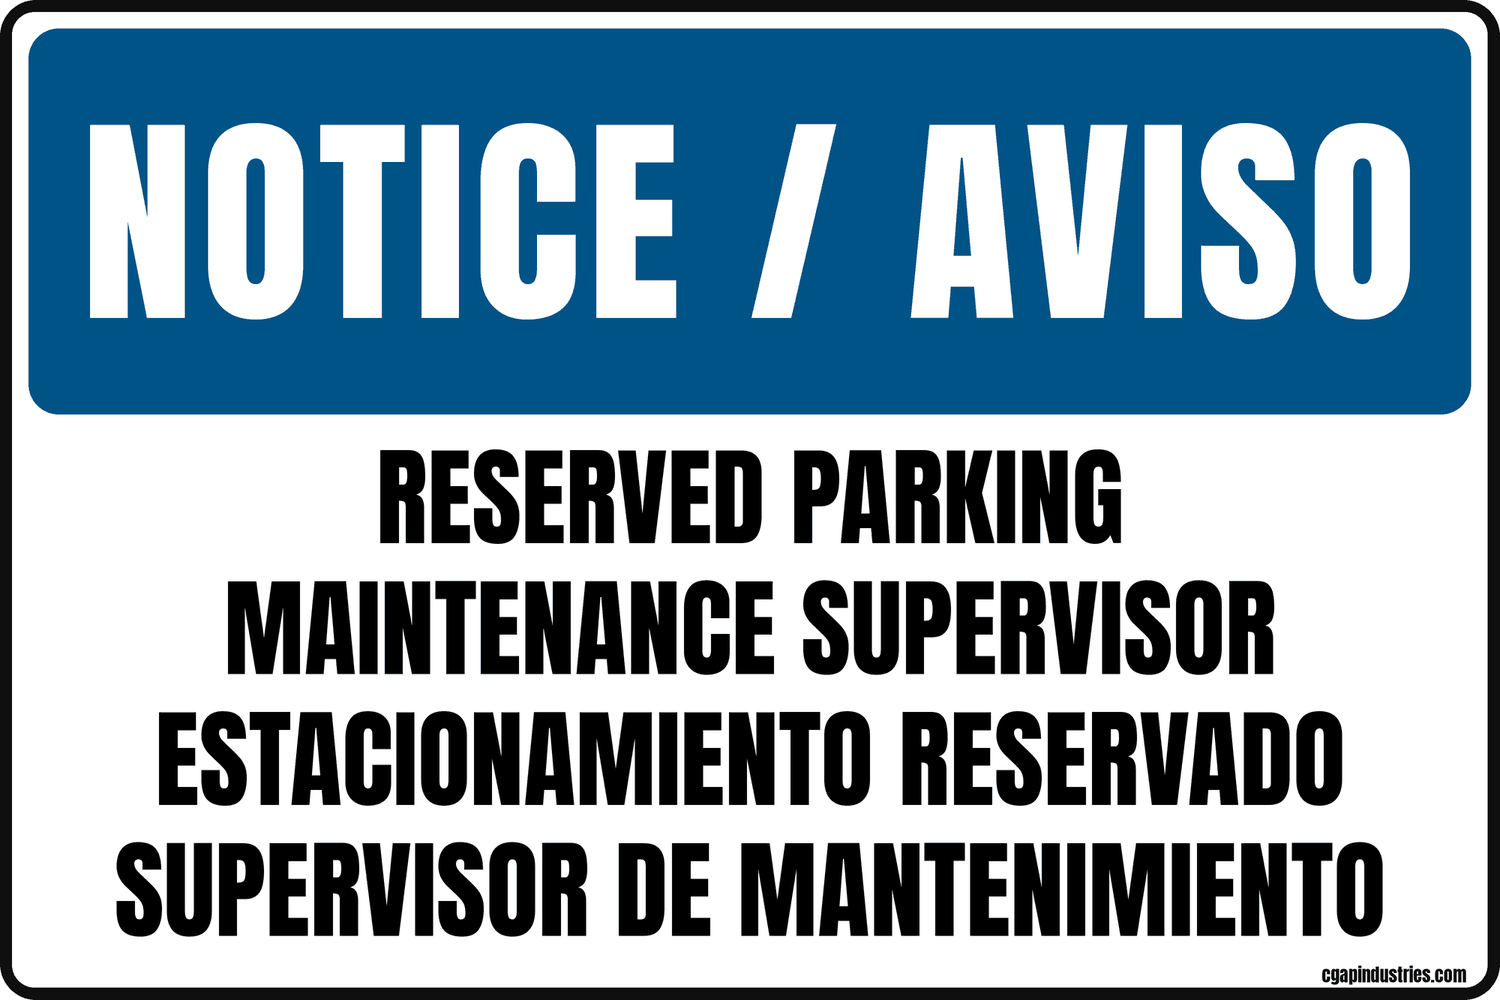 NOTICE / AVISO
RESERVED PARKING
MAINTENANCE SUPERVISOR
ESTACIONAMIENTO RESERVADO
SUPERVISOR DE MANTENIMIENTO
cgapindustries.com